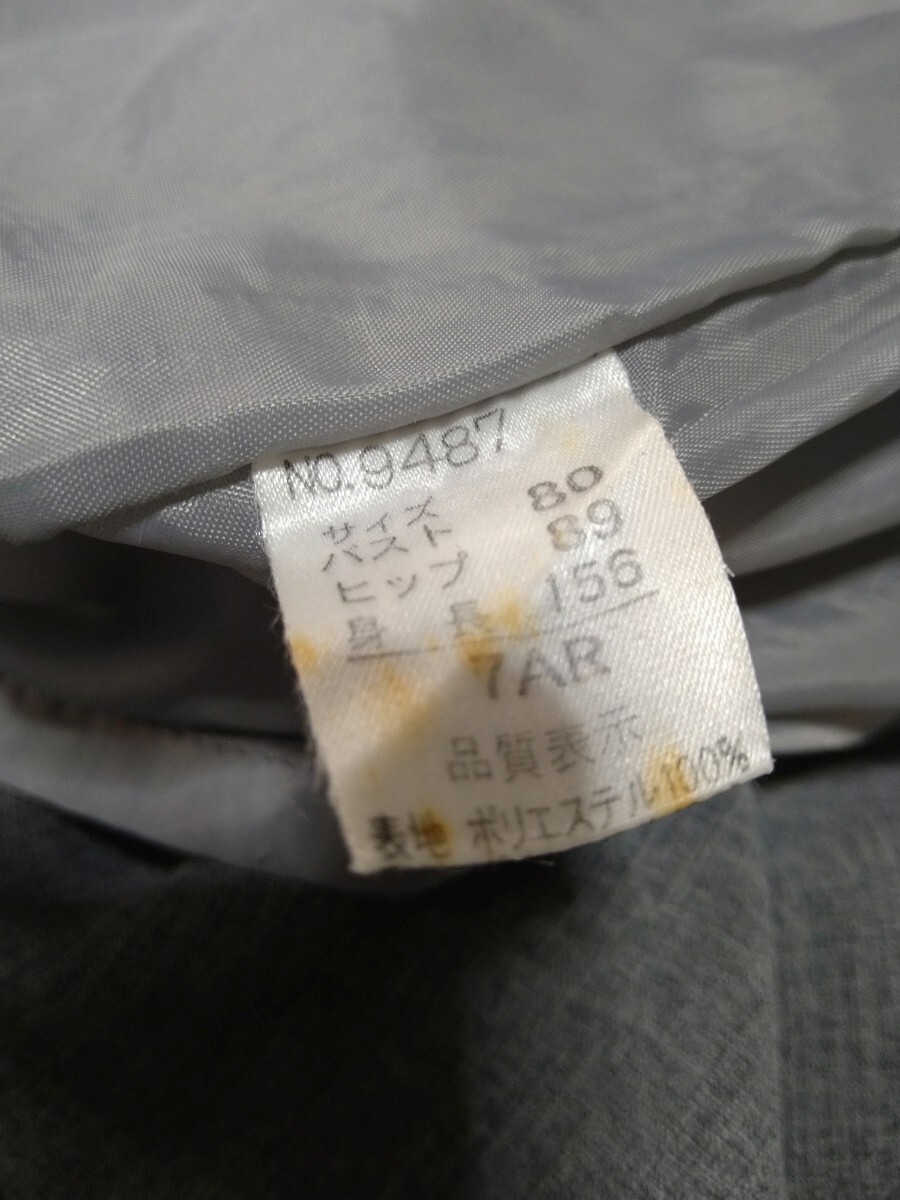 NO.9487
サイズ
バスト 80
ヒップ 89
身 長 156
7AR
品質表示
表地 ポリエステル100%